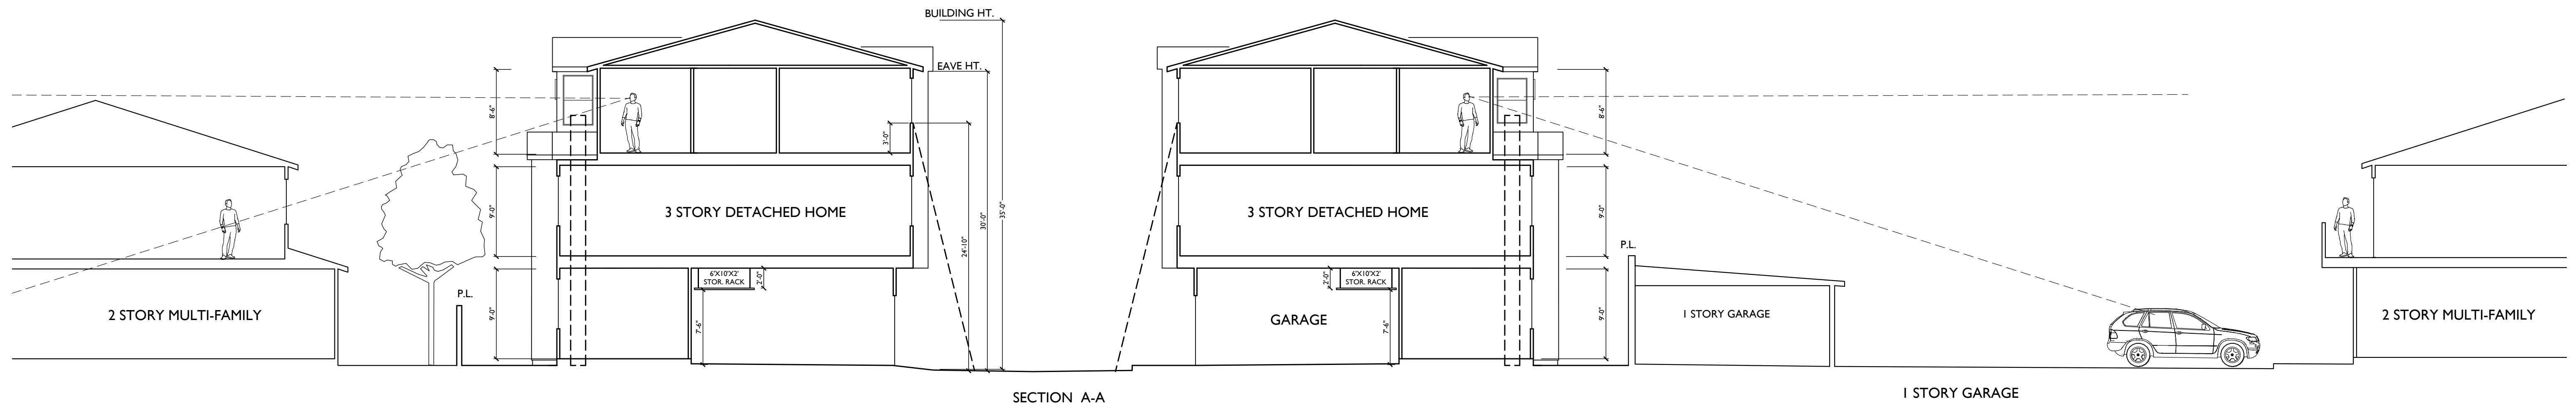 BUILDING HT.
EAVE HT.
8'-6"
3'-0"
8'-6"
9'-0"
3 STORY DETACHED HOME
24'-10"
30'-0"
35'-0"
3 STORY DETACHED HOME
9'-0"
P.L.
6'X10'X2'
STOR. RACK
2'-0"
2'-0"
6'X10'X2'
STOR. RACK
P.L.
2 STORY MULTI-FAMILY
9'-0"
7'-6"
GARAGE
7'-6"
9'-0"
1 STORY GARAGE
2 STORY MULTI-FAMILY
SECTION A-A
1 STORY GARAGE